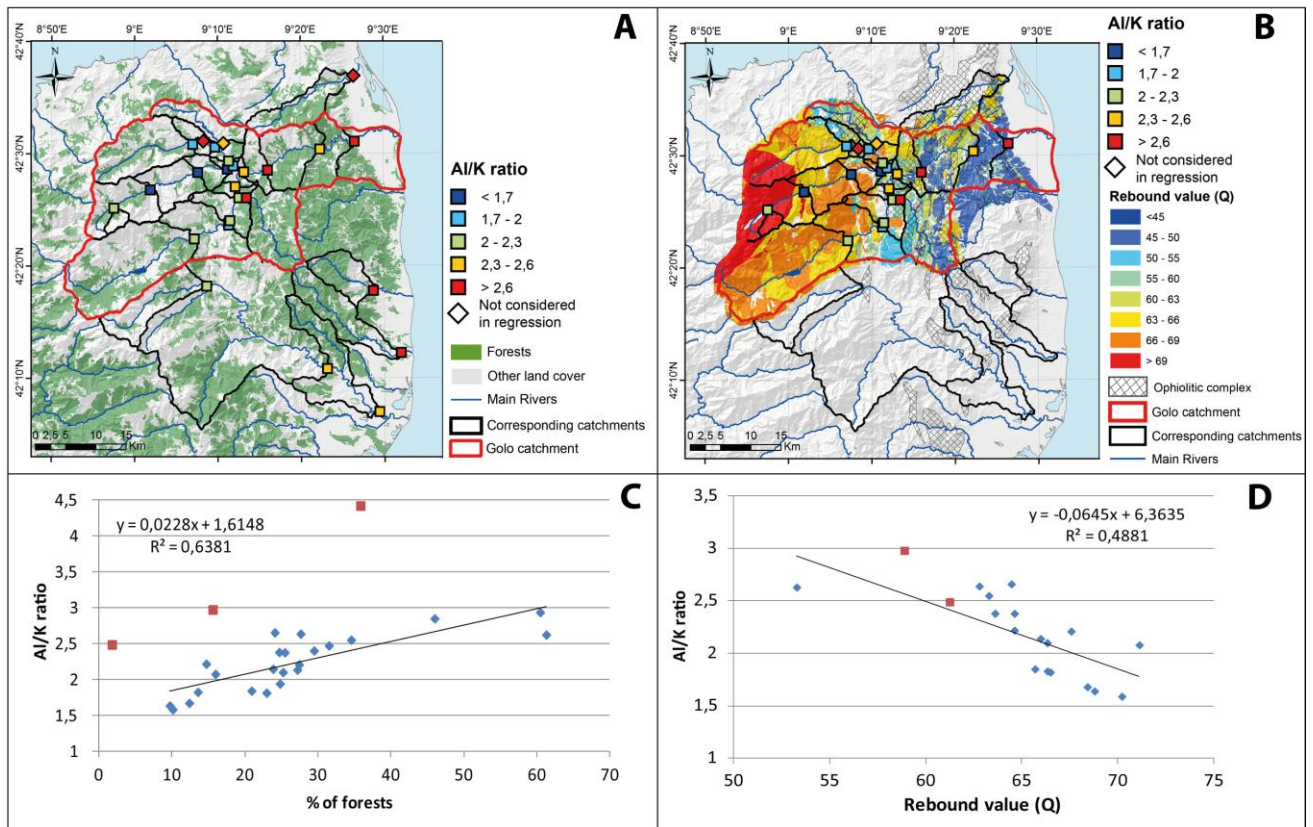 A
8°50'E 9°E 9°10'E 9°20'E 9°30'E
42°40'N
42°30'N
42°20'N
42°10'N
N
0 2,5 5 10 15
Km
Al/K ratio
< 1,7
1,7 - 2
2 - 2,3
2,3 - 2,6
> 2,6
Not considered
in regression
Forests
Other land cover
Main Rivers
Corresponding catchments
Golo catchment
B
8°50'E 9°E 9°10'E 9°20'E 9°30'E
42°40'N
42°30'N
42°20'N
42°10'N
N
0 2,5 5 10 15
Km
Al/K ratio
< 1,7
1,7 - 2
2 - 2,3
2,3 - 2,6
> 2,6
Not considered
in regression
Rebound value (Q)
<45
45 - 50
50 - 55
55 - 60
60 - 63
63 - 66
66 - 69
> 69
Ophiolitic complex
Golo catchment
Corresponding catchments
Main Rivers
C
y = 0,0228x + 1,6148
R² = 0,6381
Al/K ratio
4,5
4
3,5
3
2,5
2
1,5
1
0 10 20 30 40 50 60 70
% of forests
D
y = -0,0645x + 6,3635
R² = 0,4881
Al/K ratio
3,5
3
2,5
2
1,5
1
50 55 60 65 70 75
Rebound value (Q)